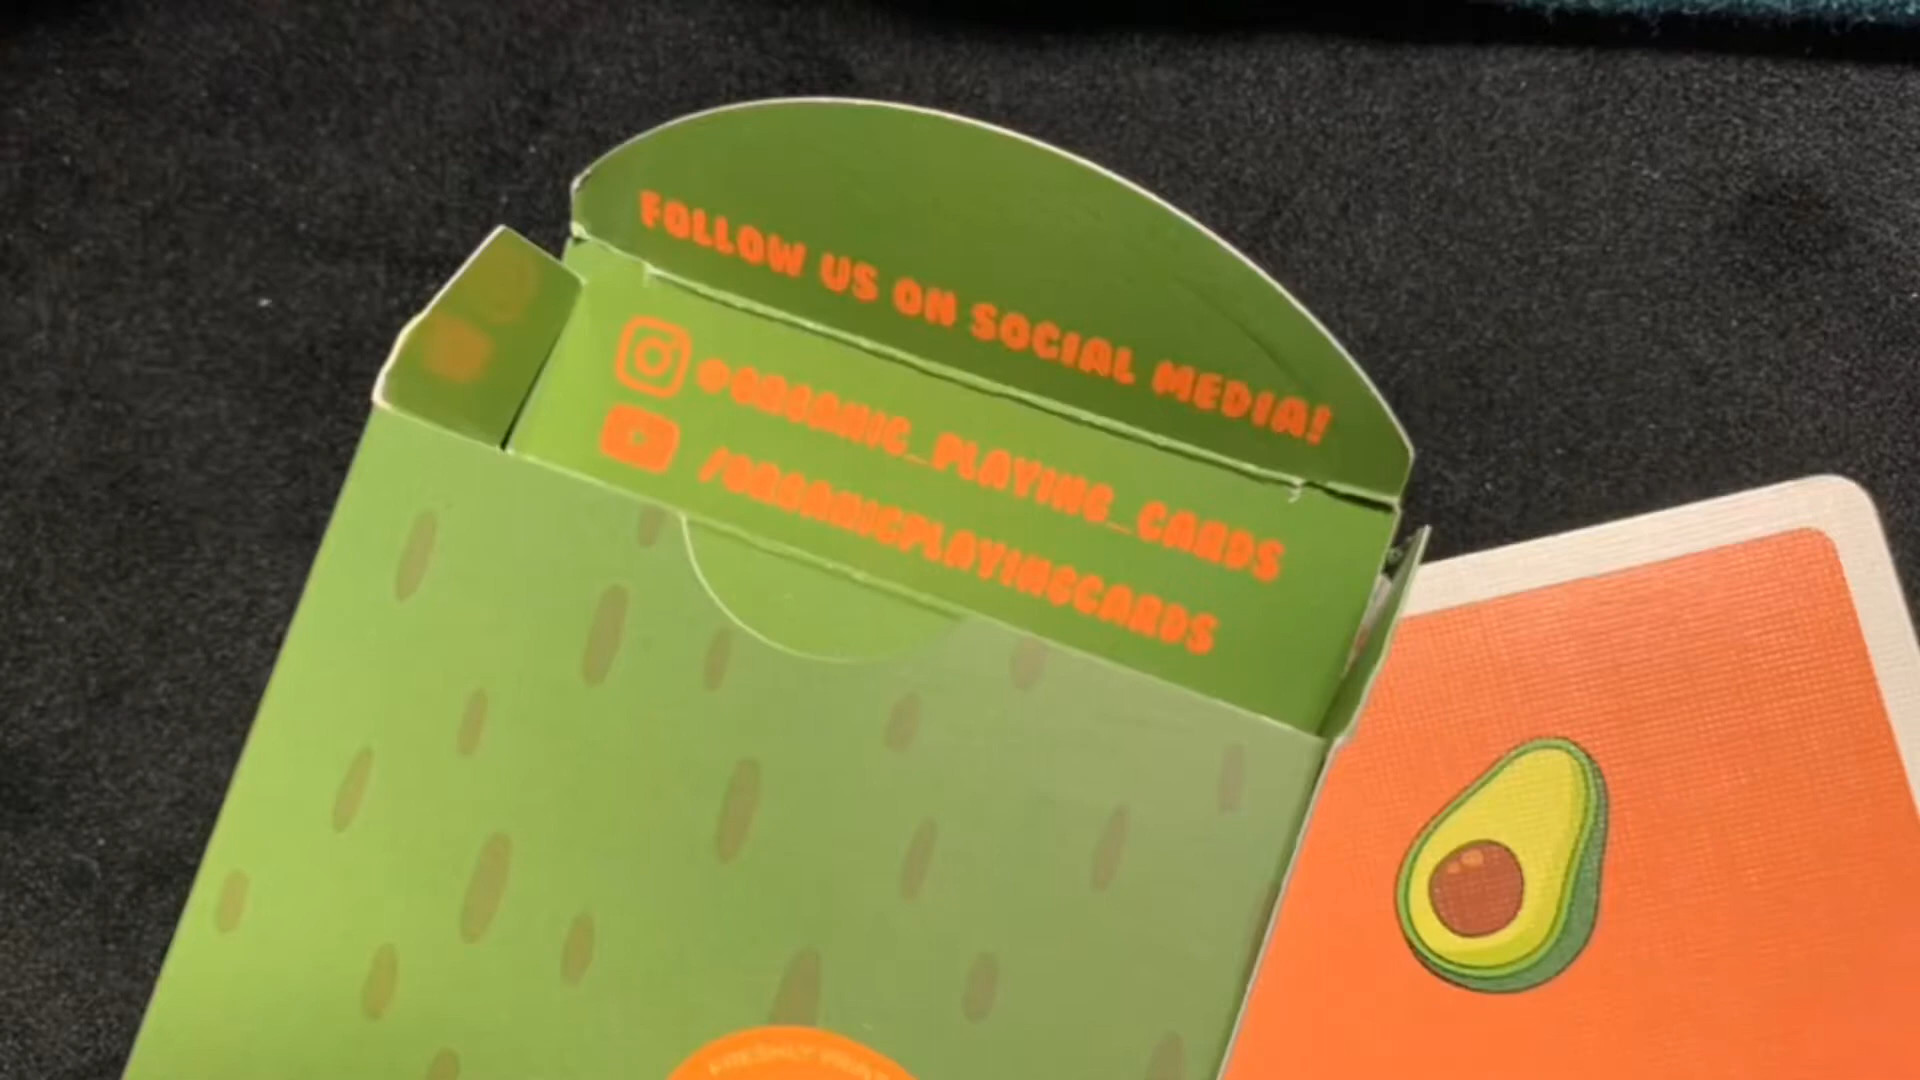 FOLLOW US ON SOCIAL MEDIA!
@ORGANIC_PLAYING_CARDS
/ORGANICPLAYINGCARDS